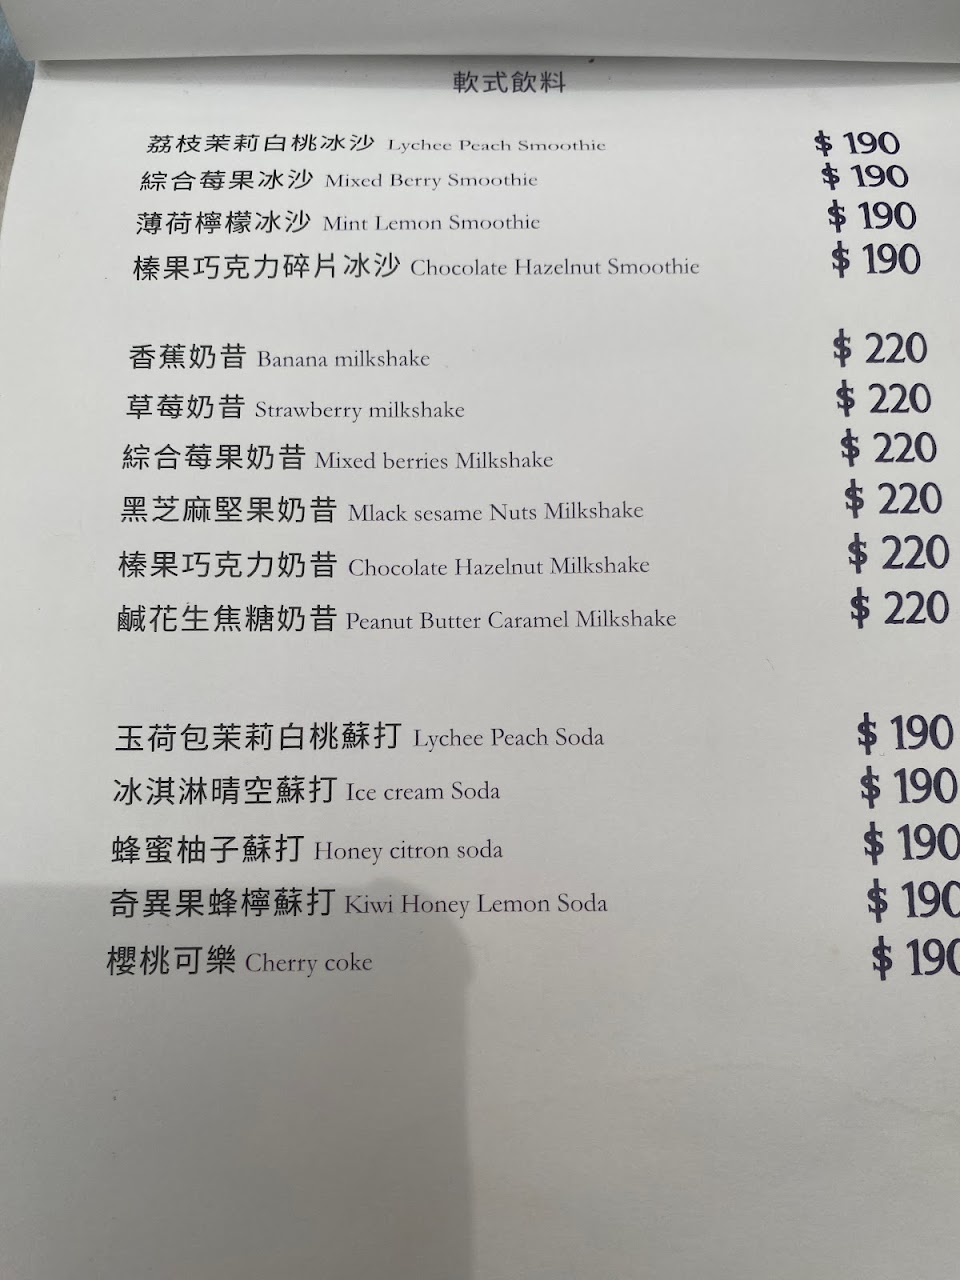 軟式飲料
荔枝茉莉白桃冰沙 Lychee Peach Smoothie $ 190
綜合莓果冰沙 Mixed Berry Smoothie $ 190
薄荷檸檬冰沙 Mint Lemon Smoothie $ 190
榛果巧克力碎片冰沙 Chocolate Hazelnut Smoothie $ 190
香蕉奶昔 Banana milkshake $ 220
草莓奶昔 Strawberry milkshake $ 220
綜合莓果奶昔 Mixed berries Milkshake $ 220
黑芝麻堅果奶昔 Mlack sesame Nuts Milkshake $ 220
榛果巧克力奶昔 Chocolate Hazelnut Milkshake $ 220
鹹花生焦糖奶昔 Peanut Butter Caramel Milkshake $ 220
玉荷包茉莉白桃蘇打 Lychee Peach Soda $ 190
冰淇淋晴空蘇打 Ice cream Soda $ 190
蜂蜜柚子蘇打 Honey citron soda $ 190
奇異果蜂檸蘇打 Kiwi Honey Lemon Soda $ 190
櫻桃可樂 Cherry coke $ 190